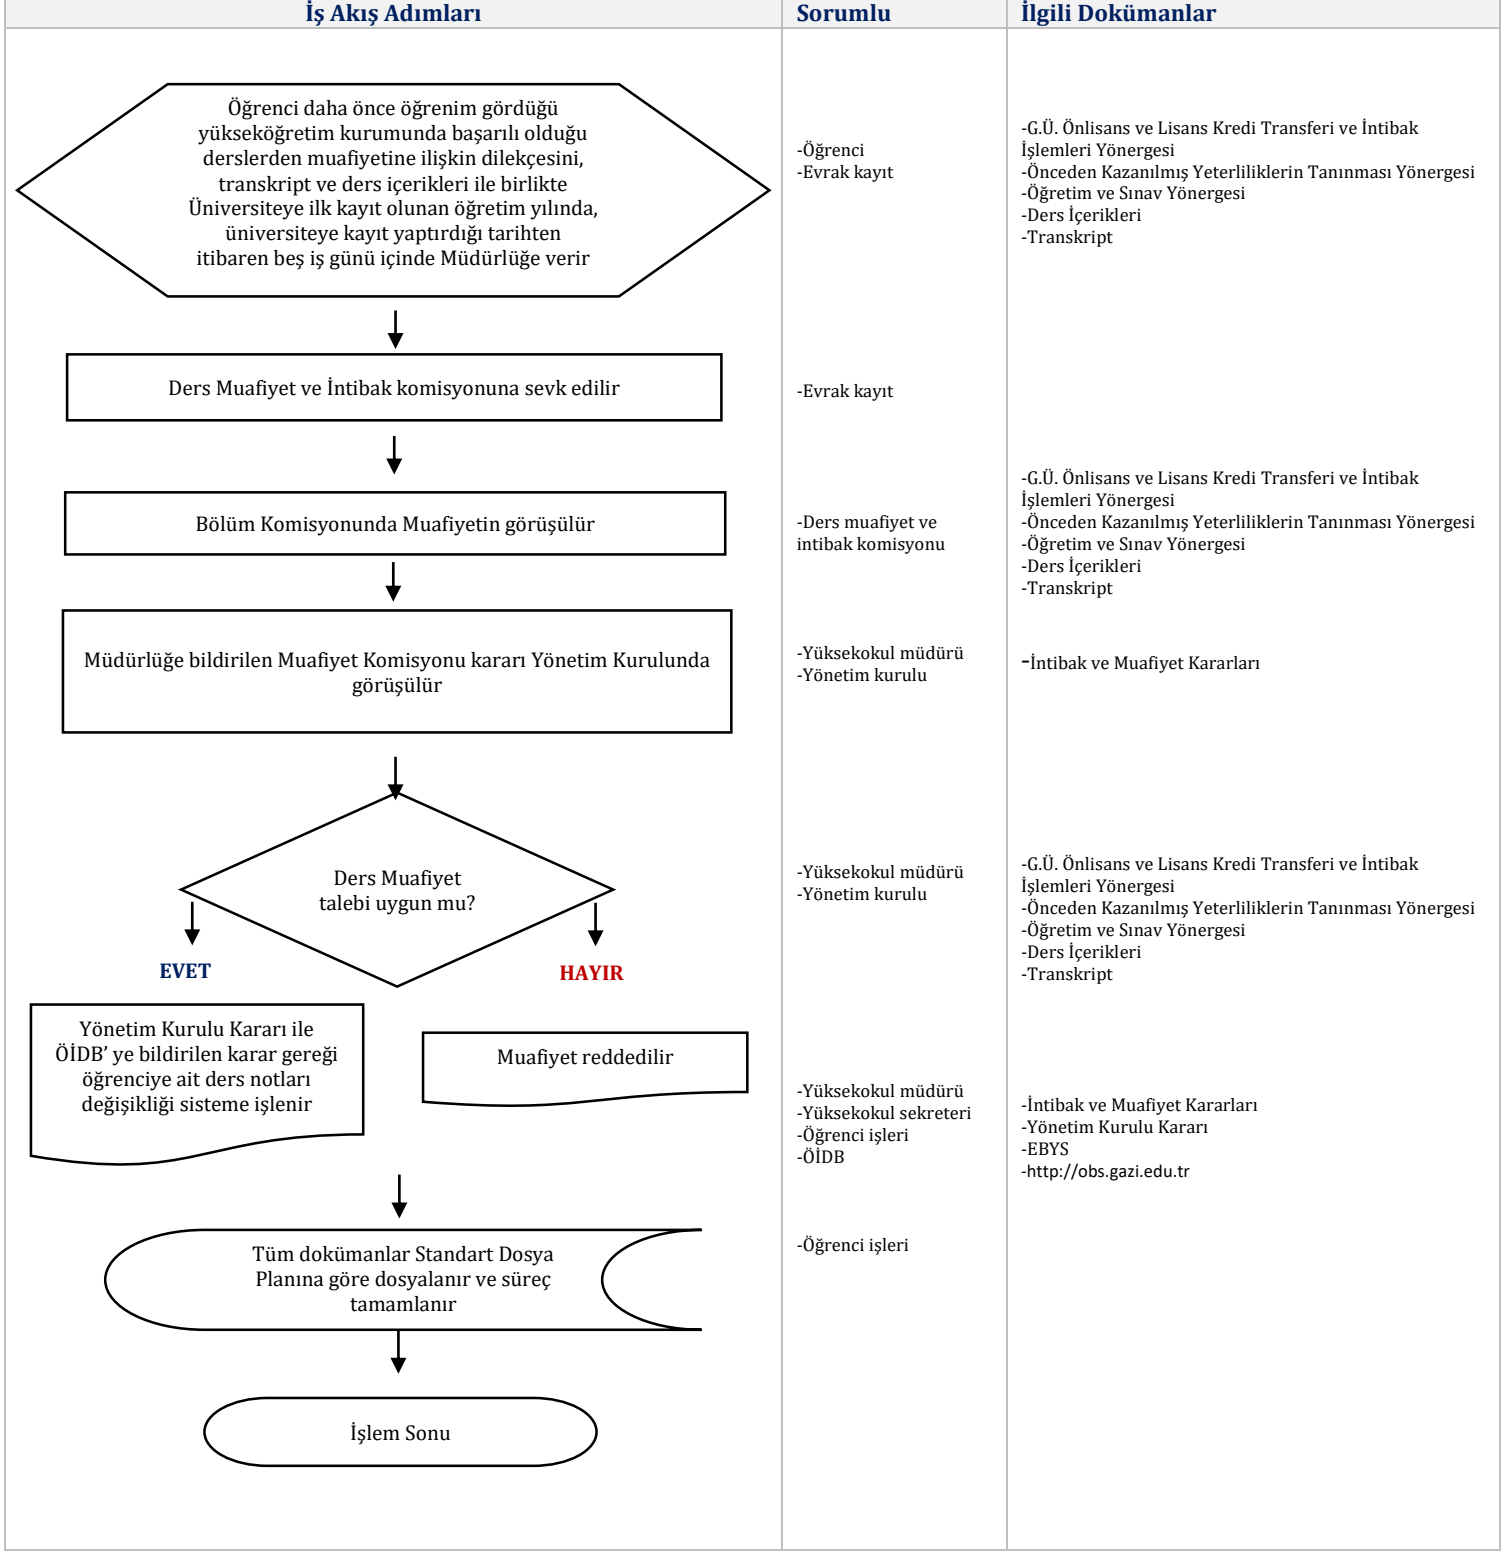 İş Akış Adımları
Sorumlu
İlgili Dokümanlar
Öğrenci daha önce öğrenim gördüğü
yükseköğretim kurumunda başarılı olduğu
derslerden muafiyetine ilişkin dilekçesini,
transkript ve ders içerikleri ile birlikte
Üniversiteye ilk kayıt olunan öğretim yılında,
üniversiteye kayıt yaptırdığı tarihten
itibaren beş iş günü içinde Müdürlüğe verir
-Öğrenci
-Evrak kayıt
-G.Ü. Önlisans ve Lisans Kredi Transferi ve İntibak
İşlemleri Yönergesi
-Önceden Kazanılmış Yeterliliklerin Tanınması Yönergesi
-Öğretim ve Sınav Yönergesi
-Ders İçerikleri
-Transkript
Ders Muafiyet ve İntibak komisyonuna sevk edilir
-Evrak kayıt
Bölüm Komisyonunda Muafiyetin görüşülür
-Ders muafiyet ve
intibak komisyonu
-G.Ü. Önlisans ve Lisans Kredi Transferi ve İntibak
İşlemleri Yönergesi
-Önceden Kazanılmış Yeterliliklerin Tanınması Yönergesi
-Öğretim ve Sınav Yönergesi
-Ders İçerikleri
-Transkript
Müdürlüğe bildirilen Muafiyet Komisyonu kararı Yönetim Kurulunda
görüşülür
-Yüksekokul müdürü
-Yönetim kurulu
-İntibak ve Muafiyet Kararları
Ders Muafiyet
talebi uygun mu?
-Yüksekokul müdürü
-Yönetim kurulu
-G.Ü. Önlisans ve Lisans Kredi Transferi ve İntibak
İşlemleri Yönergesi
-Önceden Kazanılmış Yeterliliklerin Tanınması Yönergesi
-Öğretim ve Sınav Yönergesi
-Ders İçerikleri
-Transkript
EVET
HAYIR
Yönetim Kurulu Kararı ile
ÖİDB’ ye bildirilen karar gereği
öğrenciye ait ders notları
değişikliği sisteme işlenir
Muafiyet reddedilir
-Yüksekokul müdürü
-Yüksekokul sekreteri
-Öğrenci işleri
-ÖİDB
-İntibak ve Muafiyet Kararları
-Yönetim Kurulu Kararı
-EBYS
-http://obs.gazi.edu.tr
Tüm dokümanlar Standart Dosya
Planına göre dosyalanır ve süreç
tamamlanır
-Öğrenci işleri
İşlem Sonu